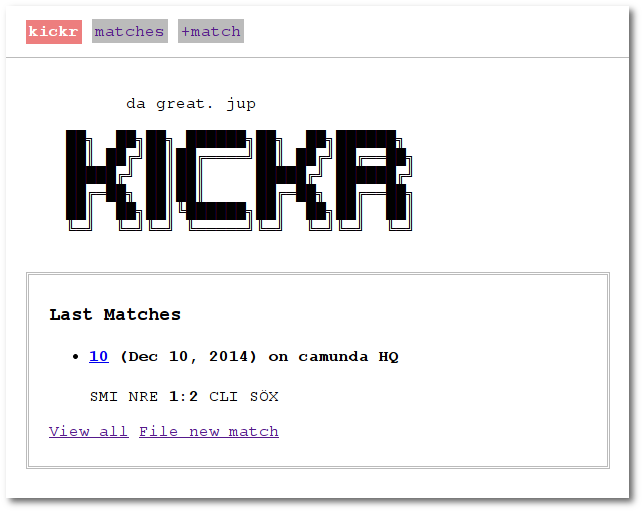 kickr matches +match
da great. jup
KICKR
Last Matches
10 (Dec 10, 2014) on camunda HQ
SMI NRE 1:2 CLI SÖX
View all File new match